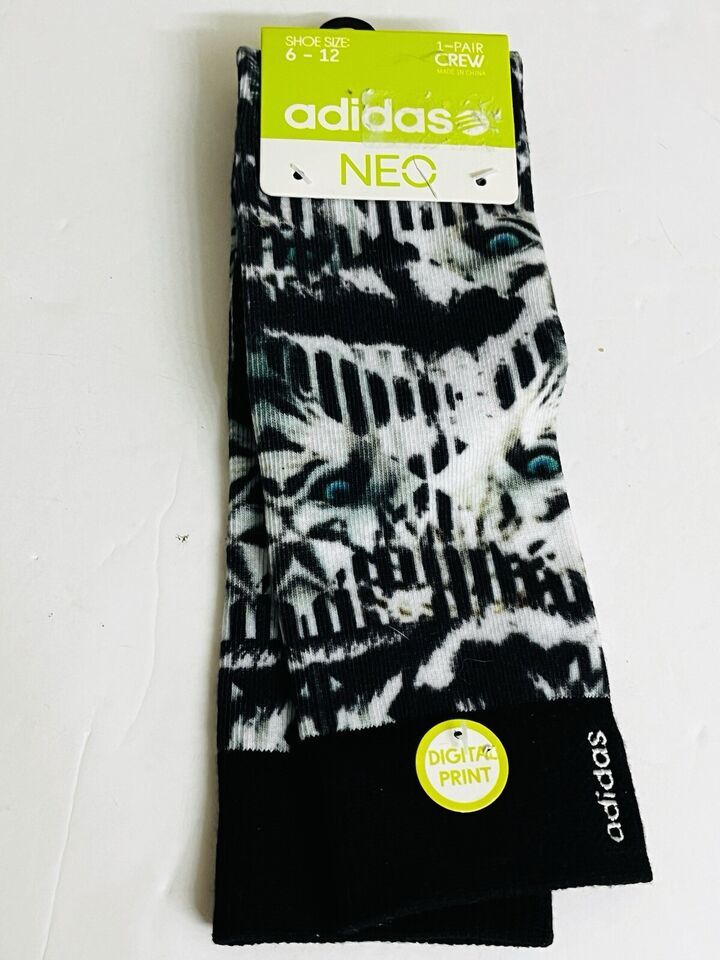 SHOE SIZE:
6 - 12
1-PAIR
CREW
MADE IN CHINA
adidas
NEO
DIGITAL
PRINT
adidas